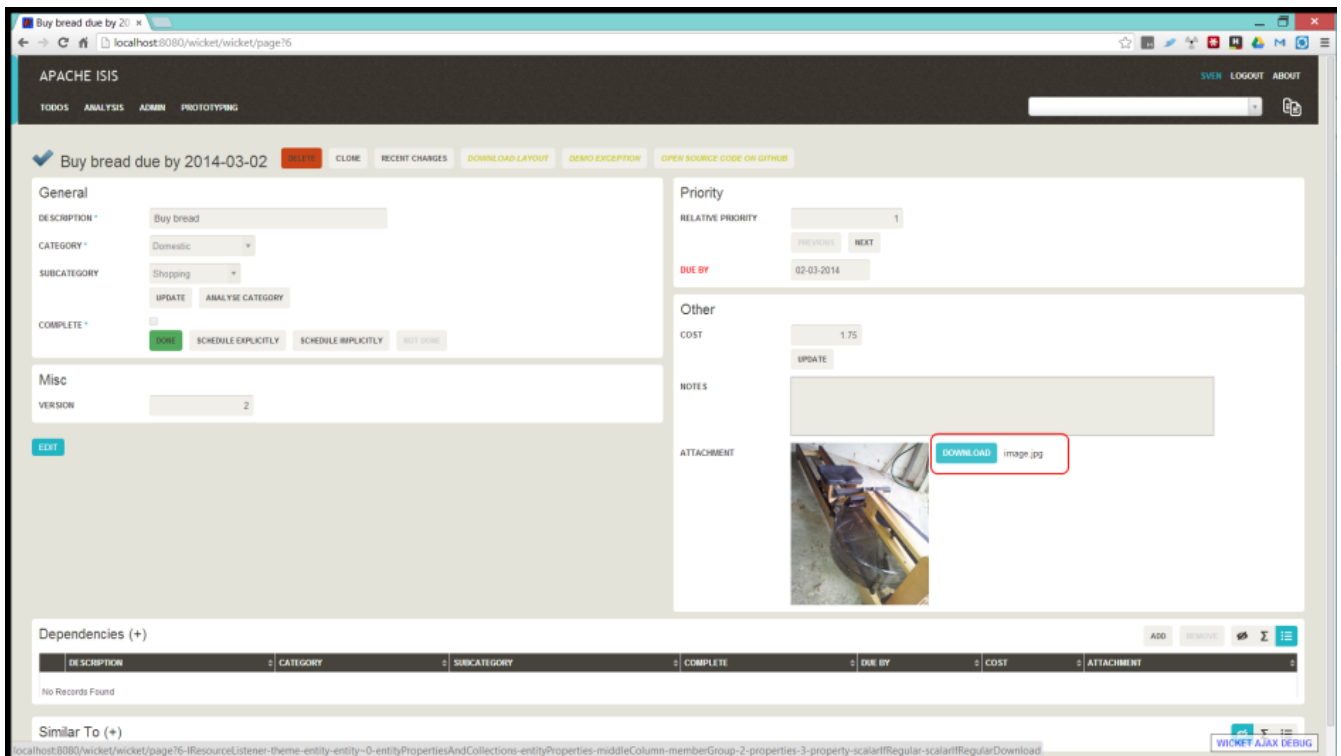 Buy bread due by 20
localhost:8080/wicket/wicket/page?6
APACHE ISIS
SVEN LOGOUT ABOUT
TODOS ANALYSIS ADMIN PROTOTYPING
Buy bread due by 2014-03-02
DELETE CLONE RECENT CHANGES DOWNLOAD LAYOUT DEMO EXCEPTION OPEN SOURCE CODE ON GITHUB
General
DESCRIPTION * Buy bread
CATEGORY * Domestic
SUBCATEGORY Shopping
UPDATE ANALYSE CATEGORY
COMPLETE *
DONE SCHEDULE EXPLICITLY SCHEDULE IMPLICITLY NOT DONE
Misc
VERSION 2
EDIT
Priority
RELATIVE PRIORITY 1
PREVIOUS NEXT
DUE BY 02-03-2014
Other
COST 1.75
UPDATE
NOTES
ATTACHMENT DOWNLOAD image.jpg
Dependencies (+)
ADD REMOVE Σ
DESCRIPTION CATEGORY SUBCATEGORY COMPLETE DUE BY COST ATTACHMENT
No Records Found
Similar To (+)
localhost:8080/wicket/wicket/page?6-IResourceListener-theme-entity-entity~0-entityPropertiesAndCollections-entityProperties-middleColumn-memberGroup-2-properties-3-property-scalarIfRegular-scalarIfRegularDownload
WICKET AJAX DEBUG